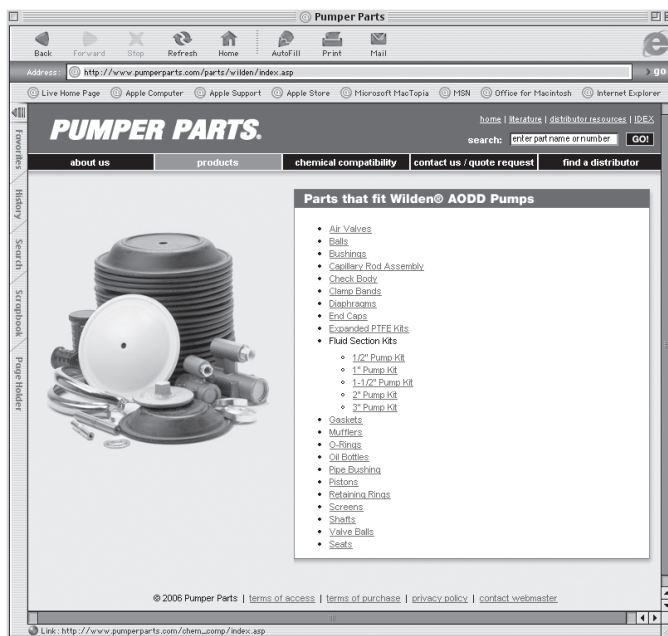 Pumper Parts
Back Forward Stop Refresh Home AutoFill Print Mail
Address: http://www.pumperparts.com/parts/wilden/index.asp go
Live Home Page Apple Computer Apple Support Apple Store Microsoft MacTopia MSN Office for Macintosh Internet Explorer
Favorites
History
Search
Scrapbook
Page Holder
PUMPER PARTS.
home | literature | distributor resources | IDEX
search: enter part name or number GO!
about us products chemical compatibility contact us / quote request find a distributor
Parts that fit Wilden® AODD Pumps
Air Valves
Balls
Bushings
Capillary Rod Assembly
Check Body
Clamp Bands
Diaphragms
End Caps
Expanded PTFE Kits
Fluid Section Kits
1/2" Pump Kit
1" Pump Kit
1-1/2" Pump Kit
2" Pump Kit
3" Pump Kit
Gaskets
Mufflers
O-Rings
Oil Bottles
Pipe Bushing
Pistons
Retaining Rings
Screens
Shafts
Valve Balls
Seats
© 2006 Pumper Parts | terms of access | terms of purchase | privacy policy | contact webmaster
Link: http://www.pumperparts.com/chem_comp/index.asp